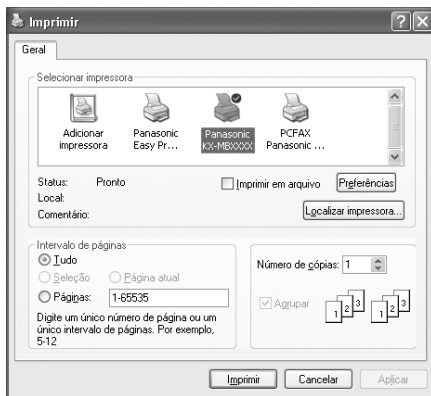 Imprimir
Geral
Selecionar impressora
Adicionar impressora
Panasonic Easy Pr...
Panasonic KX-MBXXXX
PCFAX Panasonic ...
Status: Pronto
Local:
Comentário:
Imprimir em arquivo
Preferências
Localizar impressora...
Intervalo de páginas
Tudo
Seleção
Página atual
Páginas: 1-65535
Digite um único número de página ou um
único intervalo de páginas. Por exemplo,
5-12
Número de cópias: 1
Agrupar
1 2 3 1 2 3
Imprimir
Cancelar
Aplicar